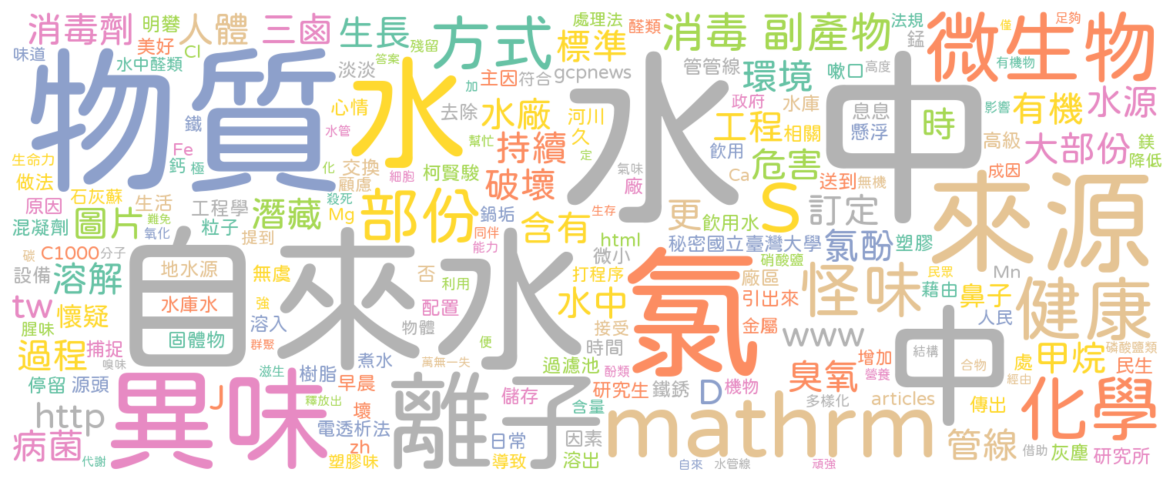 消毒劑 明礬 人體 三鹵 生長 方式 標準 處理法 醛類 消毒 副產物 法規 錳 微生物 僅 足夠 有機物
味道 美好 Cl 殘留 答案 水中醛類 淡淡 加 主因 符合 gcpnews 管管線 環境 嗽口 高度
物質 水 水中 心情 去除 水廠 河川 政府 水庫 息息 懸浮 時 影響 有機 水源
鐵 Fe 鈣 極 水管 交換 化 細胞 幫忙 久 定 持續 工程 相關 飲用 高級 大部份 鎂 降低
生命力 做法 顧慮 柯賢駿 破壞 氣味 廠 Ca 危害 送到 無機 成因 來源
原因 石灰蘇 生活 工程學 殺死 Mg 部份 鍋垢 含有 生存 更 S 飲用水 訂定
混凝劑 圖片 難免 氧化 粒子 提到 潛藏 同伴 能力 html 微小 秘密國立臺灣大學 氯酚 塑膠
碳 C1000 分子 設備 溶解 地水源 無虞 自來水 否 利用 打程序 硝酸鹽 氯 廠區 怪味 民眾 藉由 鼻子 Mn 健康
tw 懷疑 水庫水 強 溶入 配置 物體 水中 接受 引出來 金屬 www 人民
腥味 固體物 群聚 便 時間 增加 中 結構 合物 處 甲烷 磷酸鹽類
過程 捕捉 嗅味 煮水 萬無一失 過濾池 酚類 臭氧 營養 經由 民生
停留 源頭 滋生 樹脂 早晨 離子 儲存 研究生 鐵銹 D 機物 多樣化 articles 傳出 化學
http 異味 J 釋放出 壞 電透析法 含量 mathrm
病菌 代謝 zh 塑膠味 日常 導致 因素 溶出 自來 水管線 頑強 管線 借助 灰塵 研究所